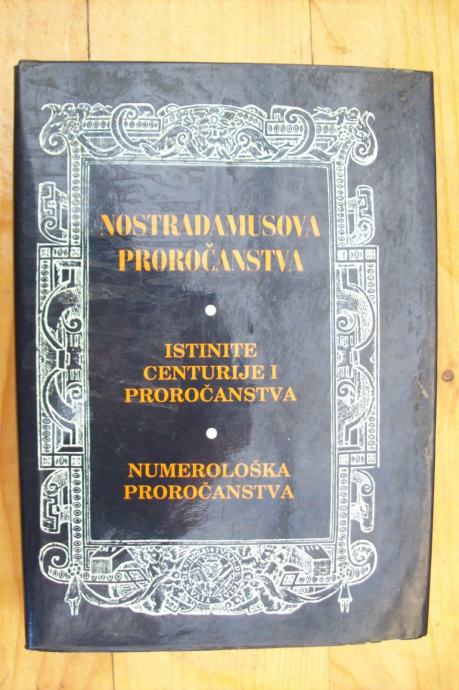 NOSTRADAMUSOVA
PROROČANSTVA
ISTINITE
CENTURIJE I
PROROČANSTVA
NUMEROLOŠKA
PROROČANSTVA